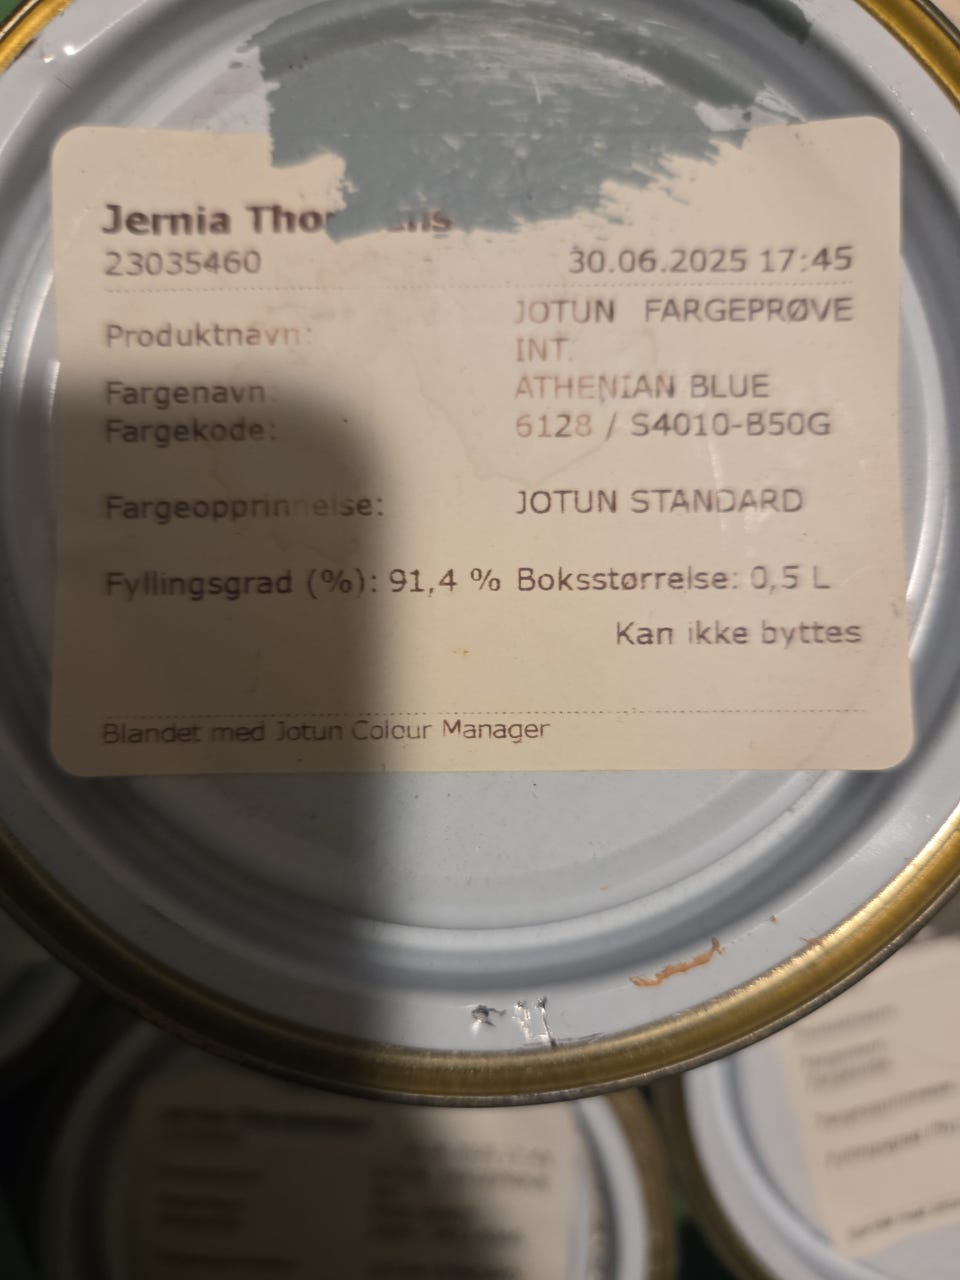 Jernia
23035460 30.06.2025 17:45
Produktnavn: JOTUN FARGEPRØVE
INT.
Fargenavn: ATHENIAN BLUE
Fargekode: 6128 / S4010-B50G
Fargeopprinnelse: JOTUN STANDARD
Fyllingsgrad (%): 91,4 % Boksstørrelse: 0,5 L
Kan ikke byttes
Blandet med Jotun Colour Manager